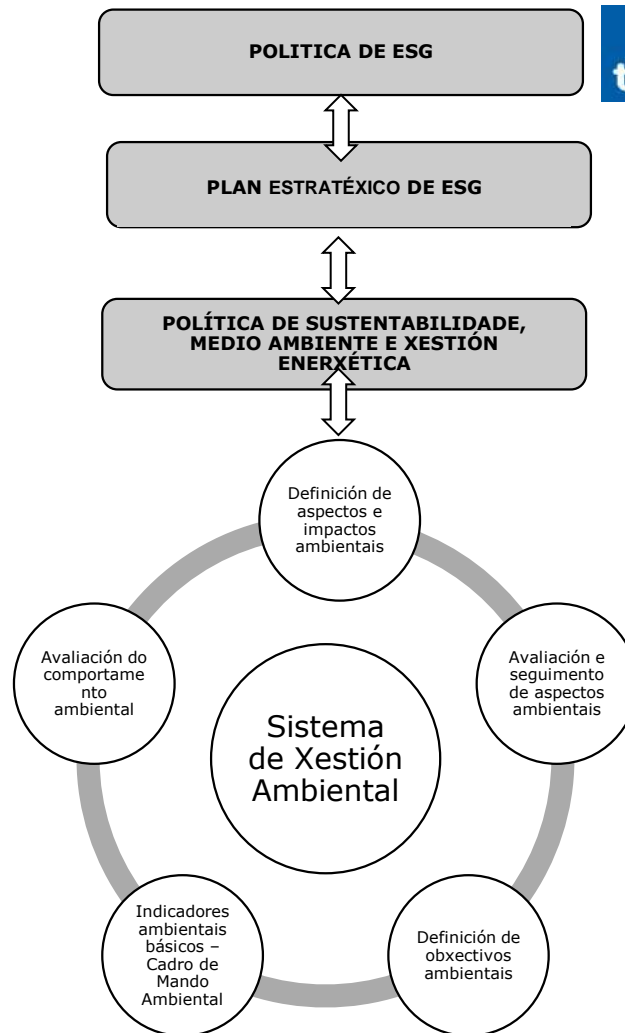 POLITICA DE ESG
PLAN ESTRATÉXICO DE ESG
POLÍTICA DE SUSTENTABILIDADE,
MEDIO AMBIENTE E XESTIÓN
ENERXÉTICA
Definición de
aspectos e
impactos
ambientais
Avaliación e
seguimento
de aspectos
ambientais
Definición de
obxectivos
ambientais
Indicadores
ambientais
básicos –
Cadro de
Mando
Ambiental
Avaliación do
comportame
nto
ambiental
Sistema
de Xestión
Ambiental